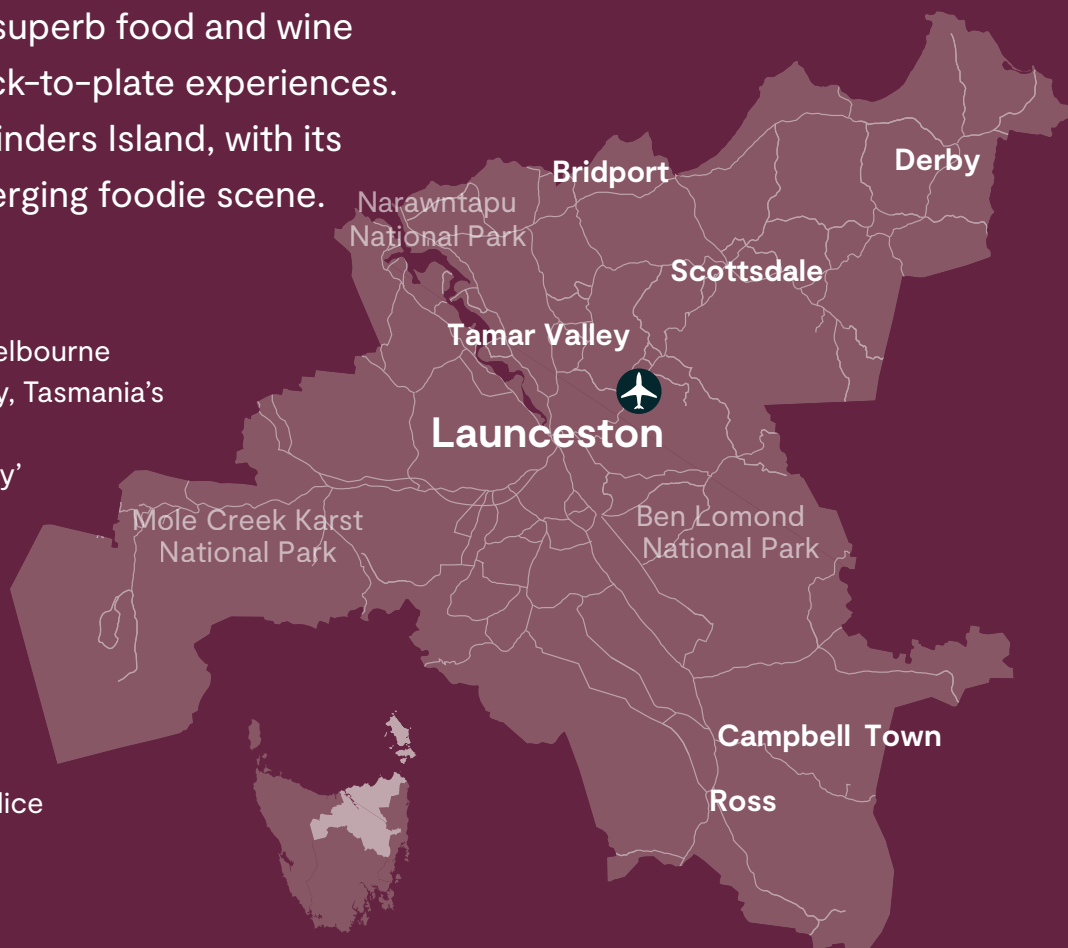 superb food and wine
ck-to-plate experiences.
inders Island, with its
erging foodie scene.
elbourne
y, Tasmania’s
y’
lice
Derby
Bridport
Narawntapu
National Park
Scottsdale
Tamar Valley
Launceston
Mole Creek Karst
National Park
Ben Lomond
National Park
Campbell Town
Ross